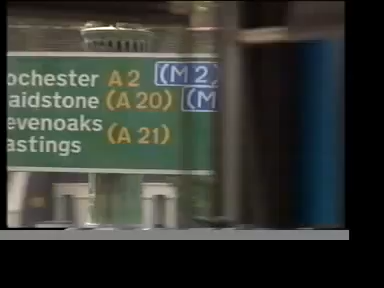 ochester A 2 (M 2)
aidstone (A 20) (M
evenoaks (A 21)
astings